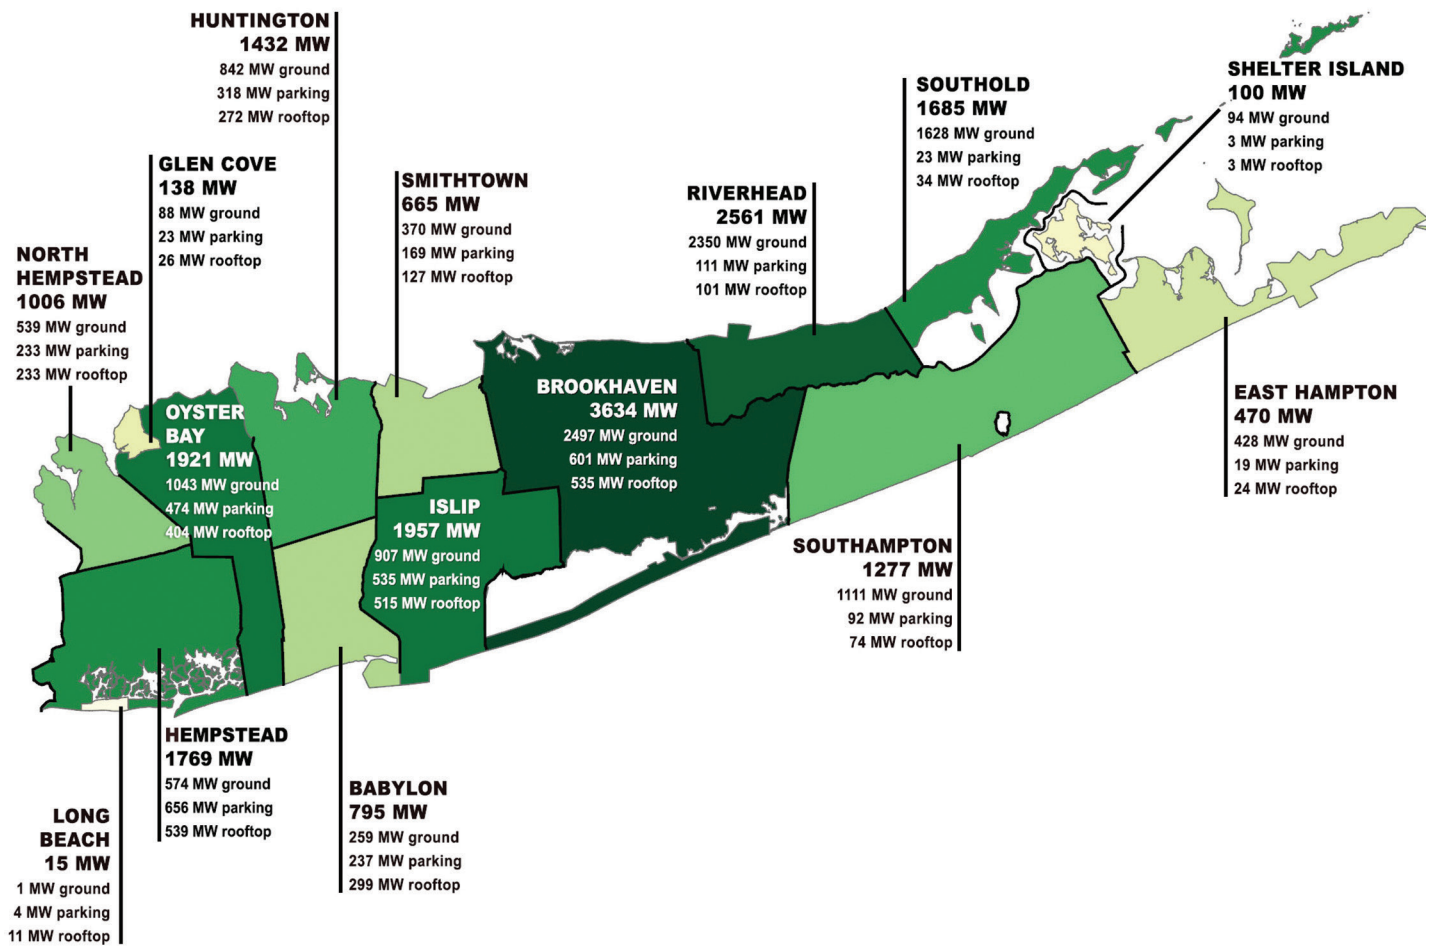 HUNTINGTON
1432 MW
842 MW ground
318 MW parking
272 MW rooftop
GLEN COVE
138 MW
88 MW ground
23 MW parking
26 MW rooftop
NORTH
HEMPSTEAD
1006 MW
539 MW ground
233 MW parking
233 MW rooftop
SMITHTOWN
665 MW
370 MW ground
169 MW parking
127 MW rooftop
RIVERHEAD
2561 MW
2350 MW ground
111 MW parking
101 MW rooftop
SOUTHOLD
1685 MW
1628 MW ground
23 MW parking
34 MW rooftop
SHELTER ISLAND
100 MW
94 MW ground
3 MW parking
3 MW rooftop
OYSTER
BAY
1921 MW
1043 MW ground
474 MW parking
404 MW rooftop
ISLIP
1957 MW
907 MW ground
535 MW parking
515 MW rooftop
BROOKHAVEN
3634 MW
2497 MW ground
601 MW parking
535 MW rooftop
EAST HAMPTON
470 MW
428 MW ground
19 MW parking
24 MW rooftop
SOUTHAMPTON
1277 MW
1111 MW ground
92 MW parking
74 MW rooftop
HEMPSTEAD
1769 MW
574 MW ground
656 MW parking
539 MW rooftop
BABYLON
795 MW
259 MW ground
237 MW parking
299 MW rooftop
LONG
BEACH
15 MW
1 MW ground
4 MW parking
11 MW rooftop